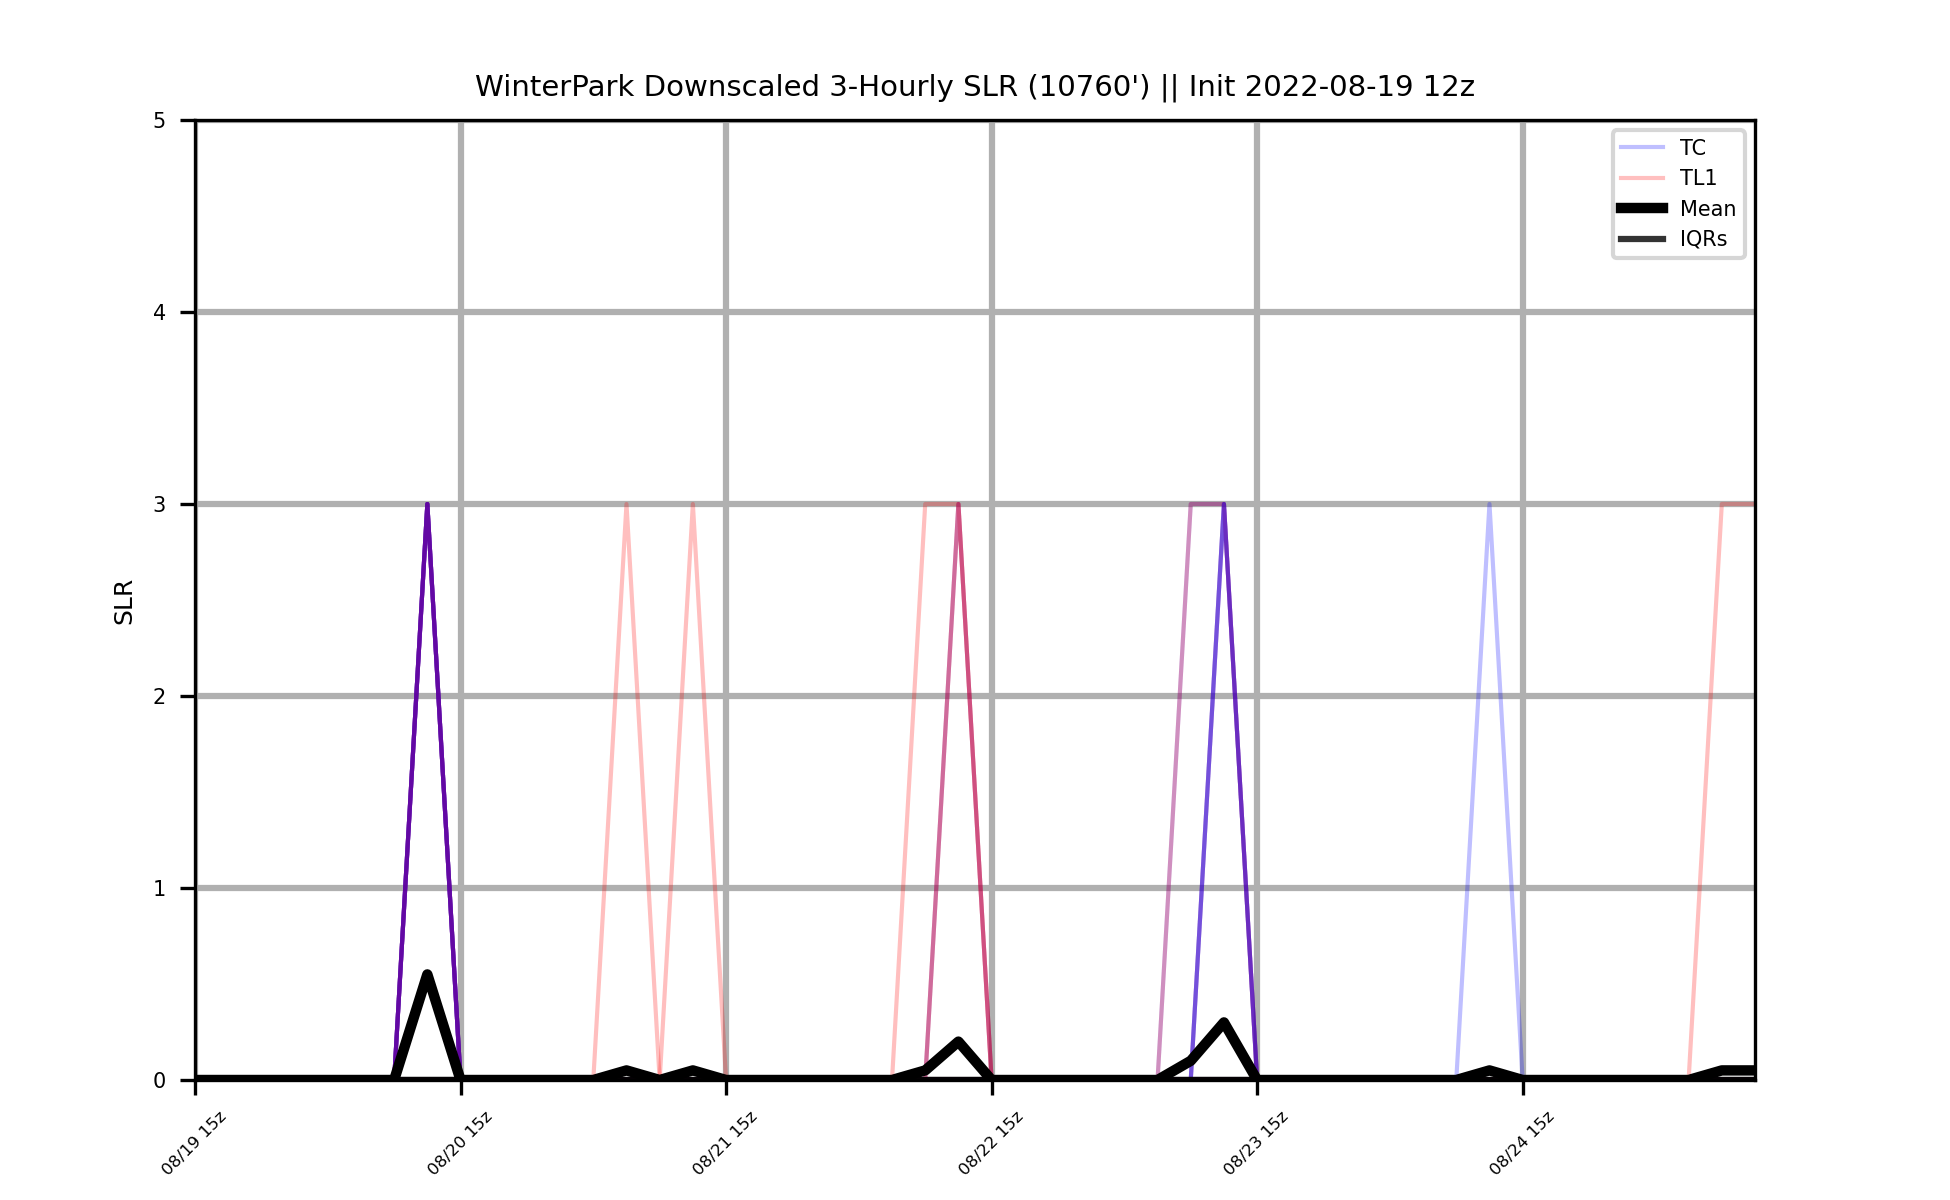 WinterPark Downscaled 3-Hourly SLR (10760') || Init 2022-08-19 12z
5
4
3
2
1
0
SLR
TC
TL1
Mean
IQRs
08/19 15z
08/20 15z
08/21 15z
08/22 15z
08/23 15z
08/24 15z